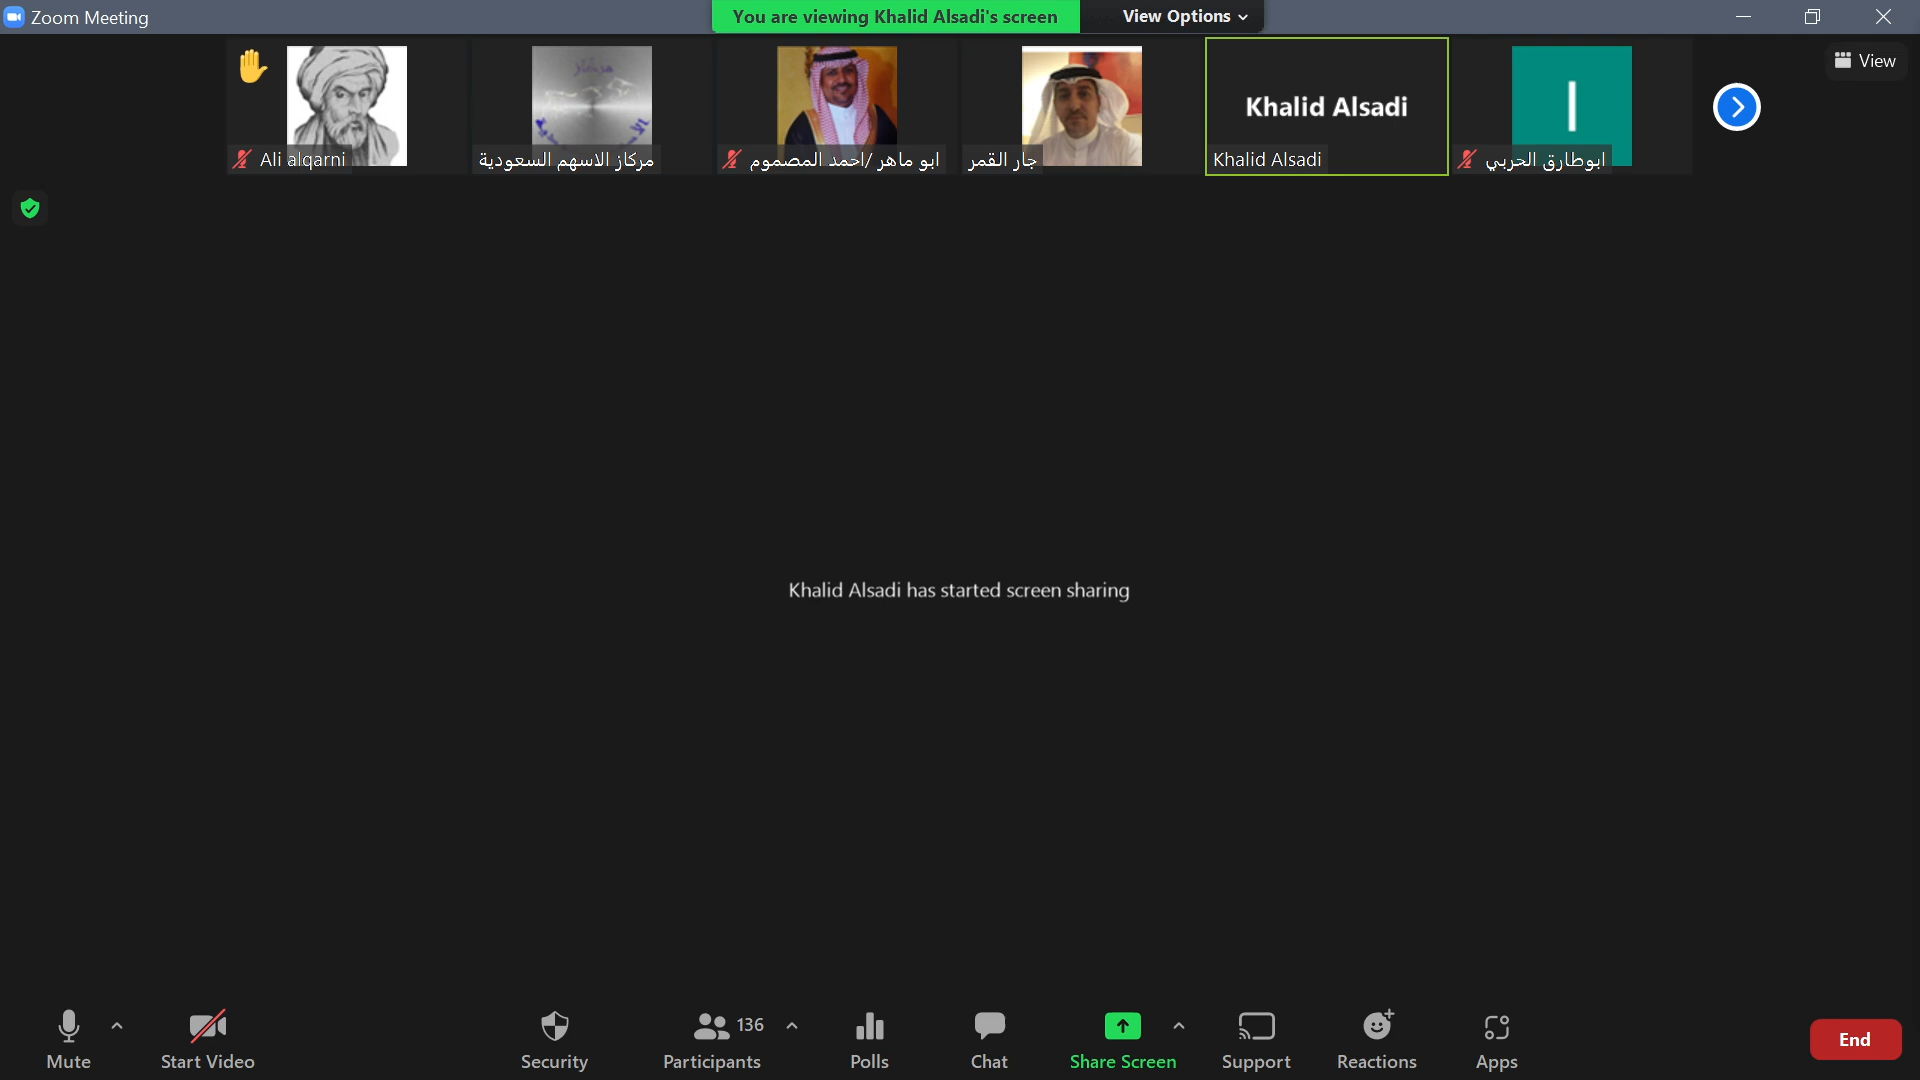 Zoom Meeting
You are viewing Khalid Alsadi's screen
View Options
View
Ali alqarni
مركاز الاسهم السعودية
ابو ماهر /احمد المصموم
جار القمر
Khalid Alsadi
Khalid Alsadi
ا
ابوطارق الحربي
Khalid Alsadi has started screen sharing
Mute
Start Video
Security
136
Participants
Polls
Chat
Share Screen
Support
Reactions
Apps
End